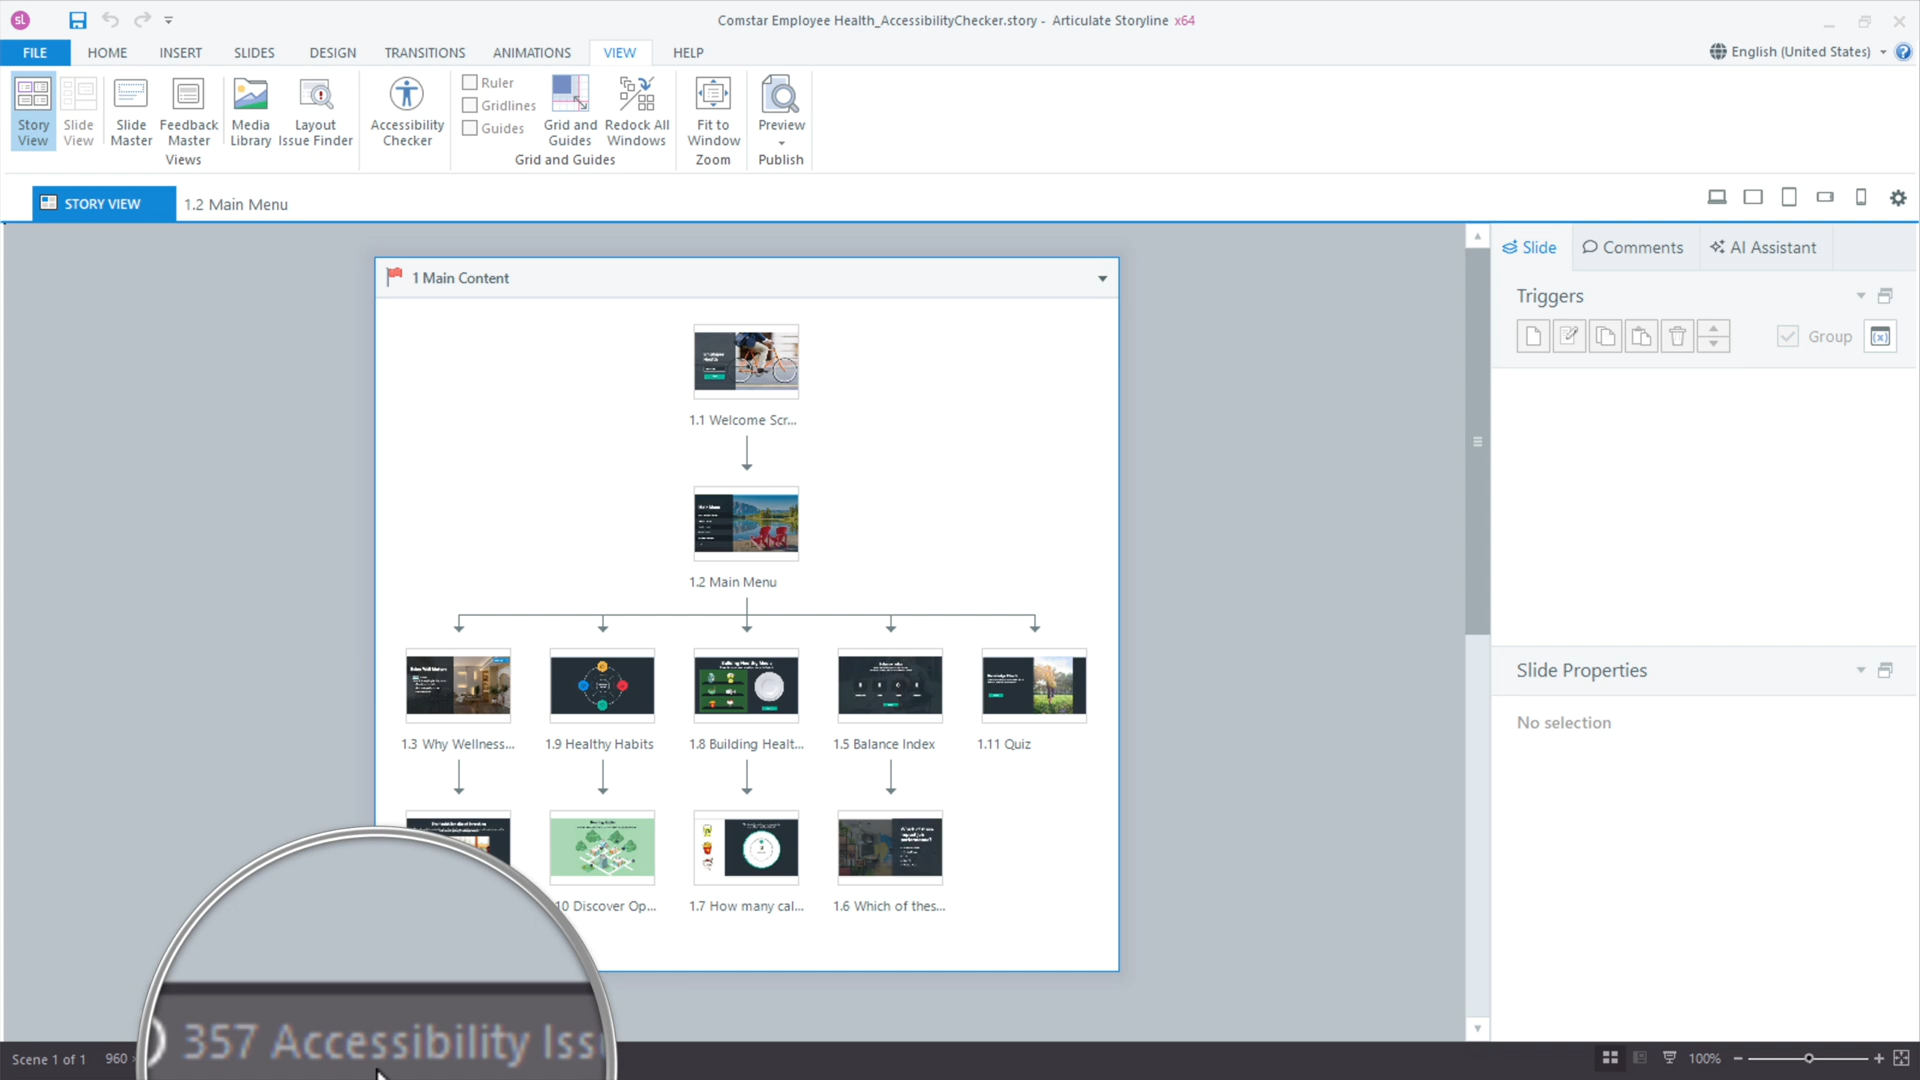 sl
Comstar Employee Health_AccessibilityChecker.story - Articulate Storyline x64
FILE HOME INSERT SLIDES DESIGN TRANSITIONS ANIMATIONS VIEW HELP
English (United States)
Story View
Slide View
Slide Master
Feedback Master
Media Library
Layout Issue Finder
Views
Accessibility Checker
Ruler
Gridlines
Guides
Grid and Guides
Redock All Windows
Grid and Guides
Fit to Window
Zoom
Preview
Publish
STORY VIEW
1.2 Main Menu
Slide
Comments
AI Assistant
1 Main Content
Triggers
Group
1.1 Welcome Scr...
1.2 Main Menu
1.3 Why Wellness...
1.9 Healthy Habits
1.8 Building Healt...
1.5 Balance Index
1.11 Quiz
10 Discover Op...
1.7 How many cal...
1.6 Which of thes...
Slide Properties
No selection
357 Accessibility Iss
Scene 1 of 1
960
100%